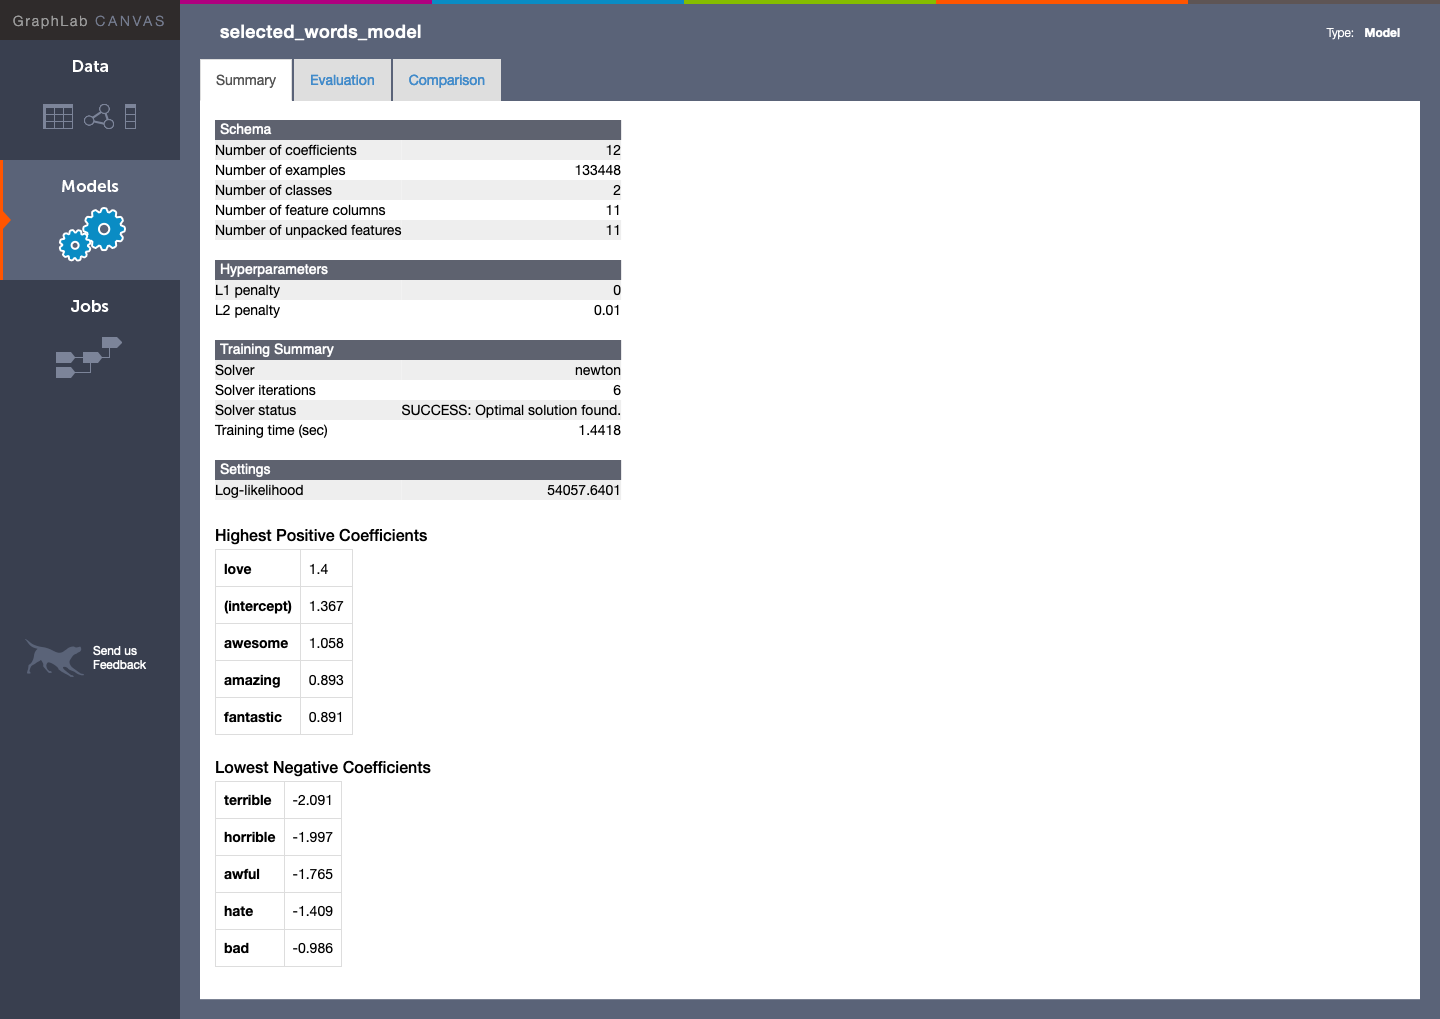 GraphLab CANVAS
Data
Models
Jobs
Send us
Feedback
selected_words_model
Type: Model
Summary Evaluation Comparison
Schema
Number of coefficients 12
Number of examples 133448
Number of classes 2
Number of feature columns 11
Number of unpacked features 11
Hyperparameters
L1 penalty 0
L2 penalty 0.01
Training Summary
Solver newton
Solver iterations 6
Solver status SUCCESS: Optimal solution found.
Training time (sec) 1.4418
Settings
Log-likelihood 54057.6401
Highest Positive Coefficients
love 1.4
(intercept) 1.367
awesome 1.058
amazing 0.893
fantastic 0.891
Lowest Negative Coefficients
terrible -2.091
horrible -1.997
awful -1.765
hate -1.409
bad -0.986